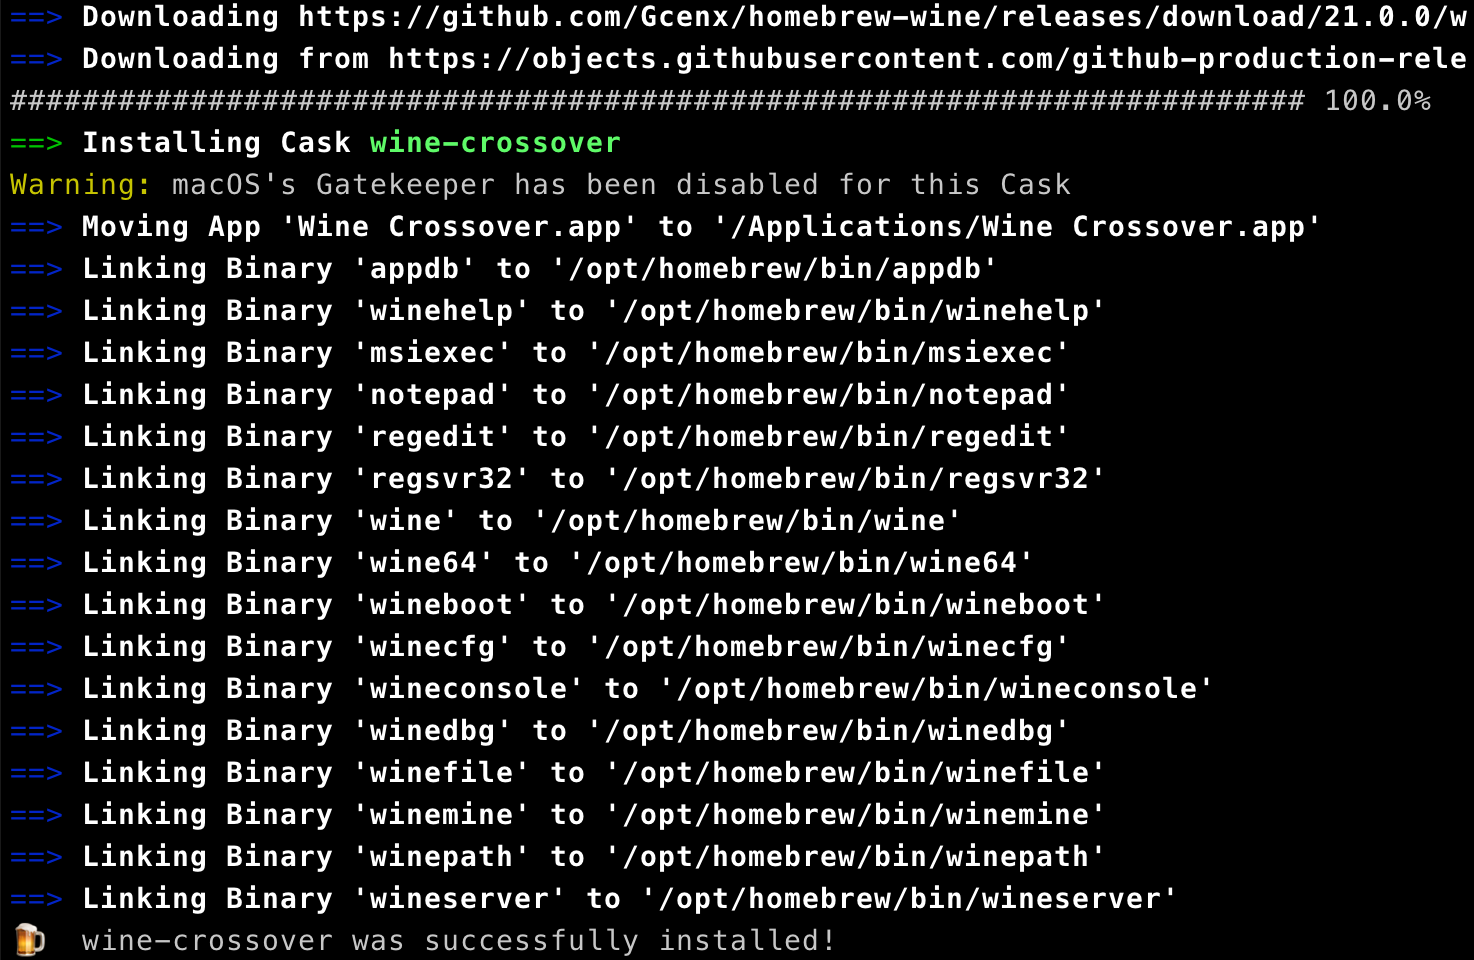 ==> Downloading https://github.com/Gcenx/homebrew-wine/releases/download/21.0.0/w
==> Downloading from https://objects.githubusercontent.com/github-production-rele
######################################################################## 100.0%
==> Installing Cask wine-crossover
Warning: macOS's Gatekeeper has been disabled for this Cask
==> Moving App 'Wine Crossover.app' to '/Applications/Wine Crossover.app'
==> Linking Binary 'appdb' to '/opt/homebrew/bin/appdb'
==> Linking Binary 'winehelp' to '/opt/homebrew/bin/winehelp'
==> Linking Binary 'msiexec' to '/opt/homebrew/bin/msiexec'
==> Linking Binary 'notepad' to '/opt/homebrew/bin/notepad'
==> Linking Binary 'regedit' to '/opt/homebrew/bin/regedit'
==> Linking Binary 'regsvr32' to '/opt/homebrew/bin/regsvr32'
==> Linking Binary 'wine' to '/opt/homebrew/bin/wine'
==> Linking Binary 'wine64' to '/opt/homebrew/bin/wine64'
==> Linking Binary 'wineboot' to '/opt/homebrew/bin/wineboot'
==> Linking Binary 'winecfg' to '/opt/homebrew/bin/winecfg'
==> Linking Binary 'wineconsole' to '/opt/homebrew/bin/wineconsole'
==> Linking Binary 'winedbg' to '/opt/homebrew/bin/winedbg'
==> Linking Binary 'winefile' to '/opt/homebrew/bin/winefile'
==> Linking Binary 'winemine' to '/opt/homebrew/bin/winemine'
==> Linking Binary 'winepath' to '/opt/homebrew/bin/winepath'
==> Linking Binary 'wineserver' to '/opt/homebrew/bin/wineserver'
🍺 wine-crossover was successfully installed!